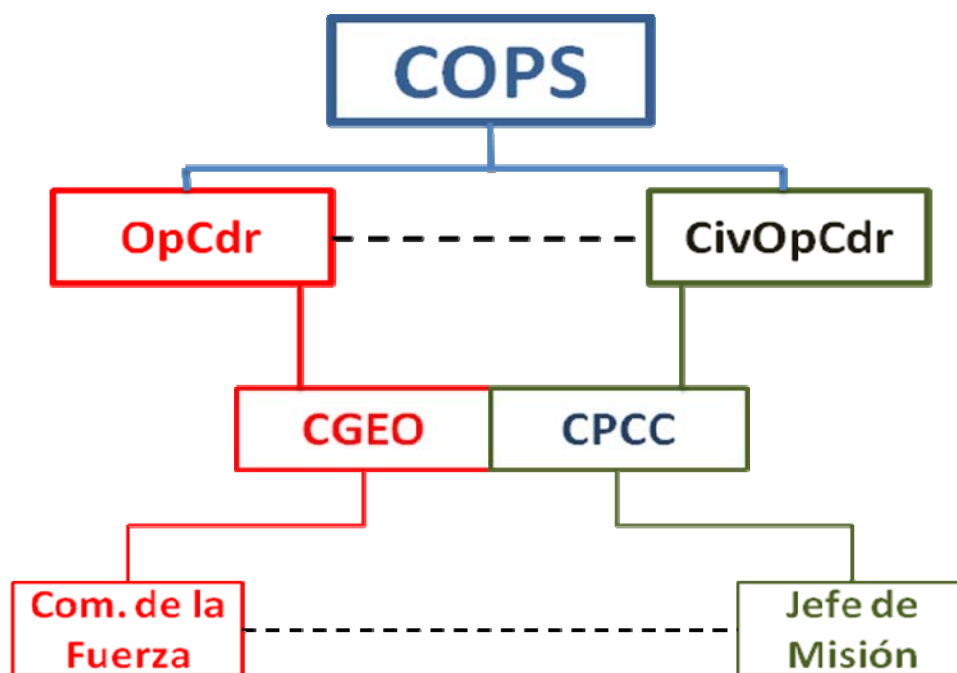 COPS
OpCdr
CivOpCdr
CGEO
CPCC
Com. de la
Fuerza
Jefe de
Misión